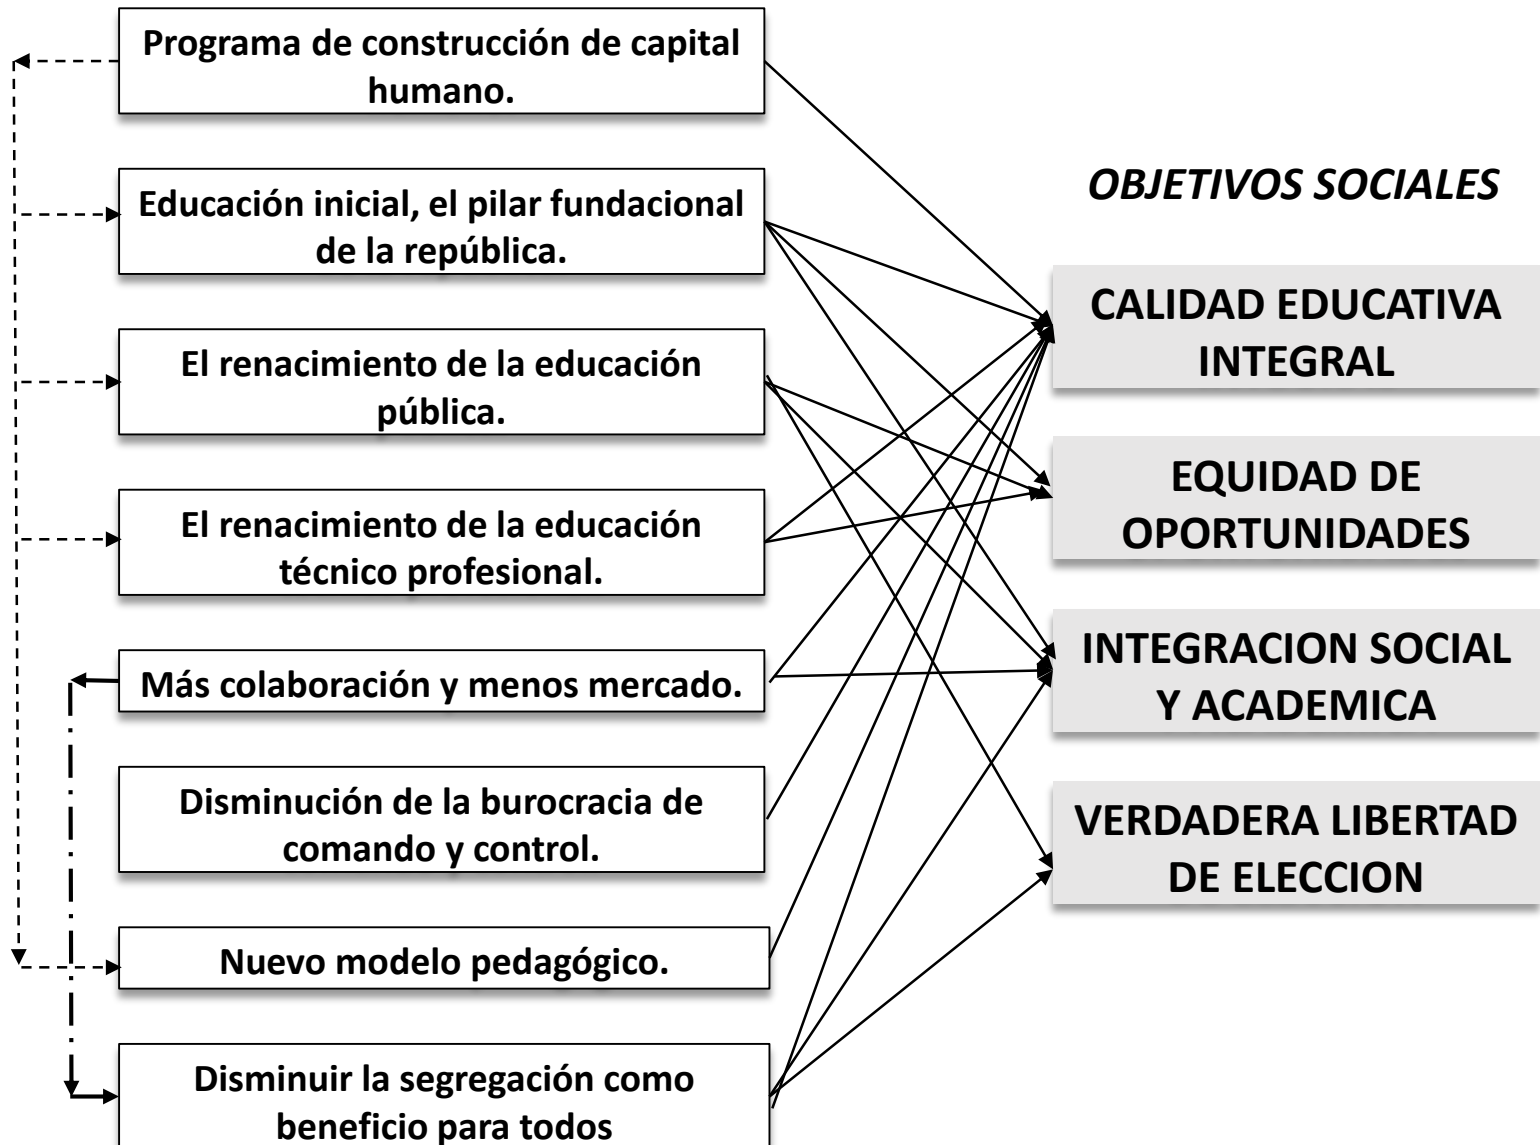 Programa de construcción de capital
humano.
Educación inicial, el pilar fundacional
de la república.
El renacimiento de la educación
pública.
El renacimiento de la educación
técnico profesional.
Más colaboración y menos mercado.
Disminución de la burocracia de
comando y control.
Nuevo modelo pedagógico.
Disminuir la segregación como
beneficio para todos
OBJETIVOS SOCIALES
CALIDAD EDUCATIVA
INTEGRAL
EQUIDAD DE
OPORTUNIDADES
INTEGRACION SOCIAL
Y ACADEMICA
VERDADERA LIBERTAD
DE ELECCION